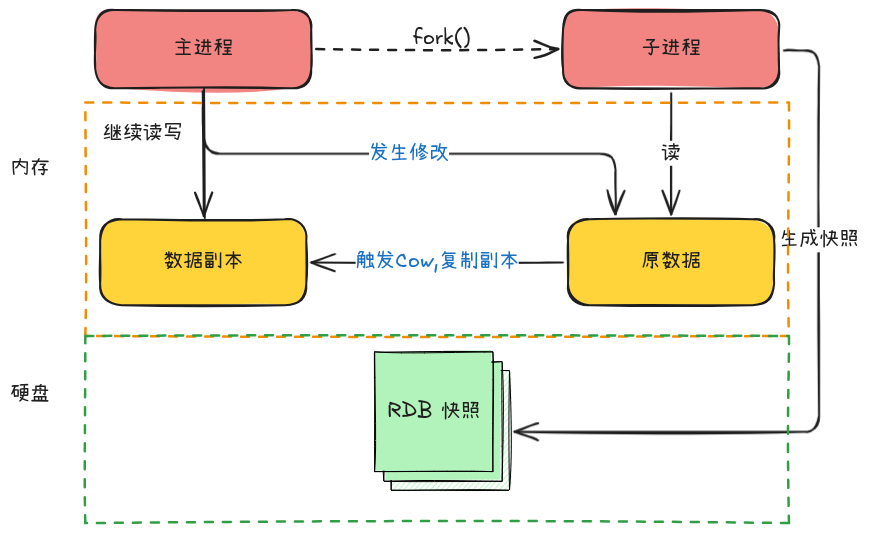 主进程
fork()
子进程
继续读写
发生修改
读
内存
生成快照
数据副本
触发Cow,复制副本
原数据
硬盘
RDB 快照